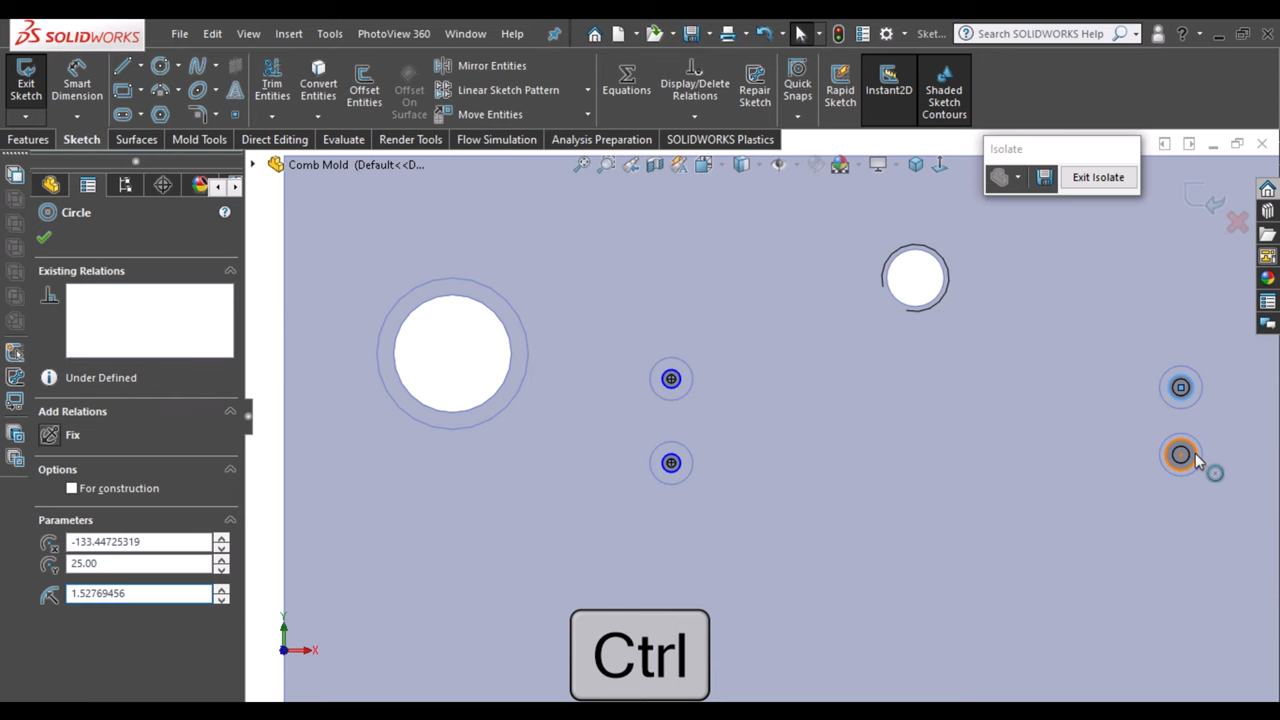 SOLIDWORKS File Edit View Insert Tools PhotoView 360 Window Help Sket... Search SOLIDWORKS Help ?
Exit Sketch
Smart Dimension
Trim Entities
Convert Entities
Offset Entities
Offset On Surface
Mirror Entities
Linear Sketch Pattern
Move Entities
Equations
Display/Delete Relations
Repair Sketch
Quick Snaps
Rapid Sketch
Instant2D
Shaded Sketch Contours
Features Sketch Surfaces Mold Tools Direct Editing Evaluate Render Tools Flow Simulation Analysis Preparation SOLIDWORKS Plastics
Isolate
Exit Isolate
Comb Mold (Default<<D...
Circle
Existing Relations
Under Defined
Add Relations
Fix
Options
For construction
Parameters
-133.44725319
25.00
1.52769456
Y
X
Ctrl